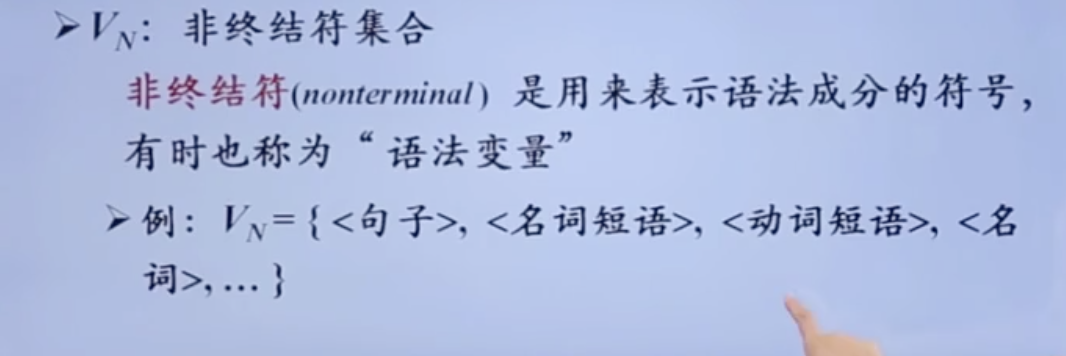 ➢V_N：非终结符集合
非终结符(nonterminal) 是用来表示语法成分的符号，
有时也称为“语法变量”
➢例：V_N={<句子>, <名词短语>, <动词短语>, <名
词>, … }